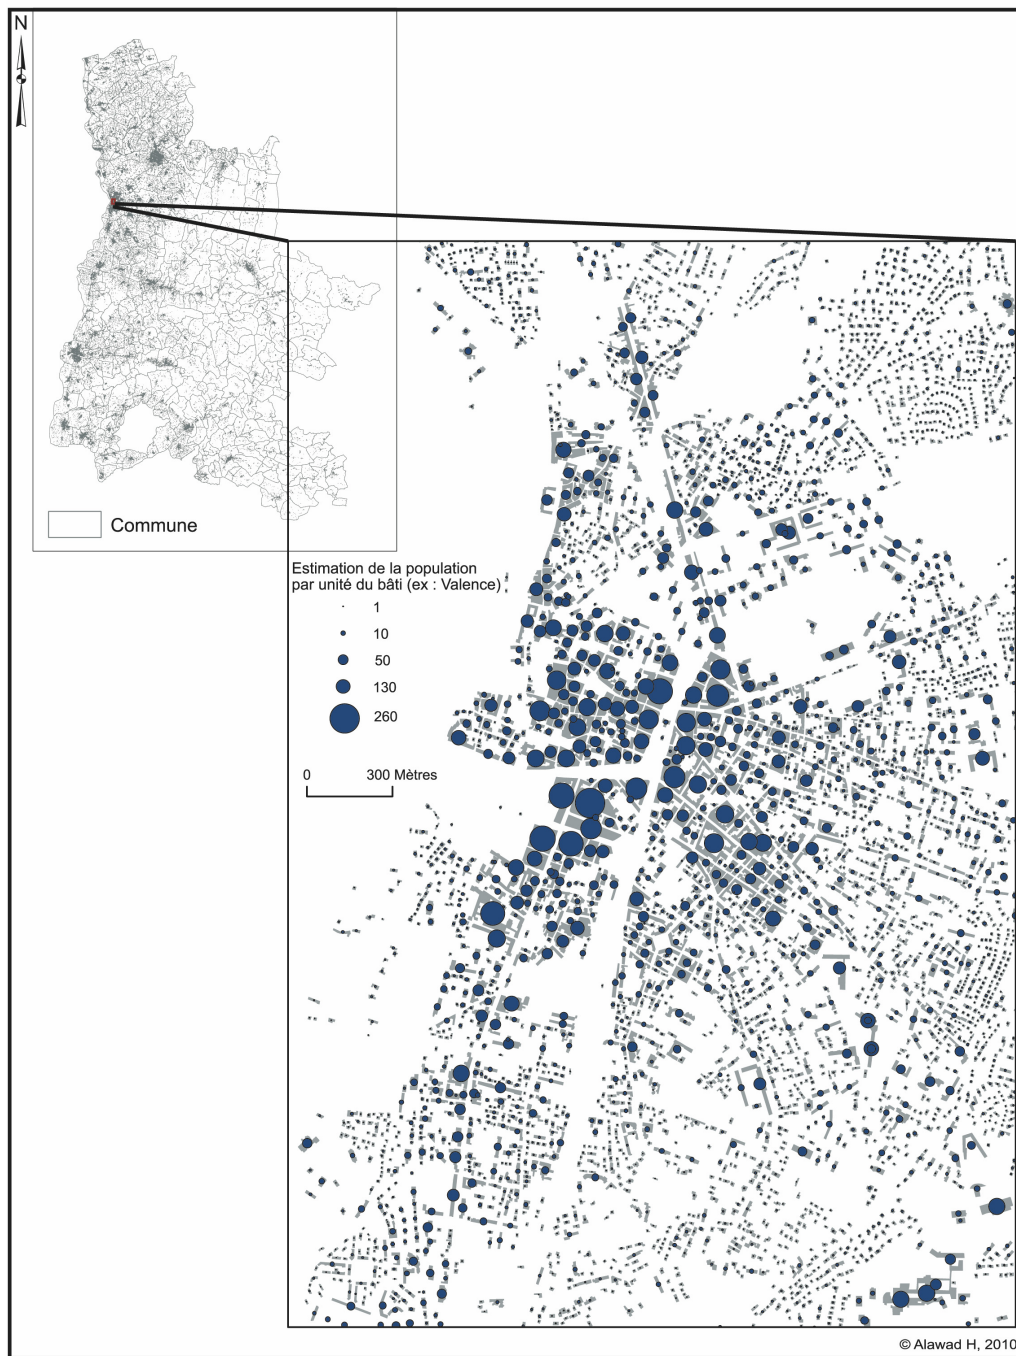 N
Commune
Estimation de la population
par unité du bâti (ex : Valence)
1
10
50
130
260
0 300 Mètres
© Alawad H, 2010